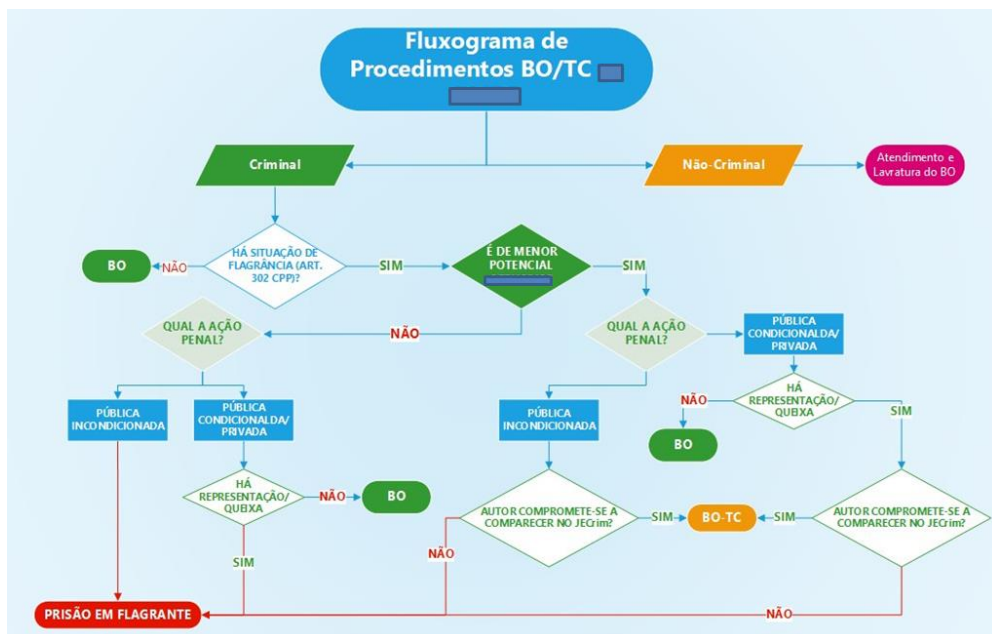 Fluxograma de
Procedimentos BO/TC
Criminal
Não-Criminal
Atendimento e
Lavratura do BO
HÁ SITUAÇÃO DE
FLAGRÂNCIA (ART.
302 CPP)?
NÃO
BO
SIM
É DE MENOR
POTENCIAL
SIM
NÃO
QUAL A AÇÃO
PENAL?
QUAL A AÇÃO
PENAL?
PÚBLICA
CONDICIONALDA/
PRIVADA
PÚBLICA
INCONDICIONADA
PÚBLICA
CONDICIONALDA/
PRIVADA
PÚBLICA
INCONDICIONADA
HÁ
REPRESENTAÇÃO/
QUEIXA
NÃO
BO
SIM
HÁ
REPRESENTAÇÃO/
QUEIXA
NÃO
BO
SIM
AUTOR COMPROMETE-SE A
COMPARECER NO JECrim?
SIM
BO-TC
SIM
AUTOR COMPROMETE-SE A
COMPARECER NO JECrim?
NÃO
NÃO
PRISÃO EM FLAGRANTE